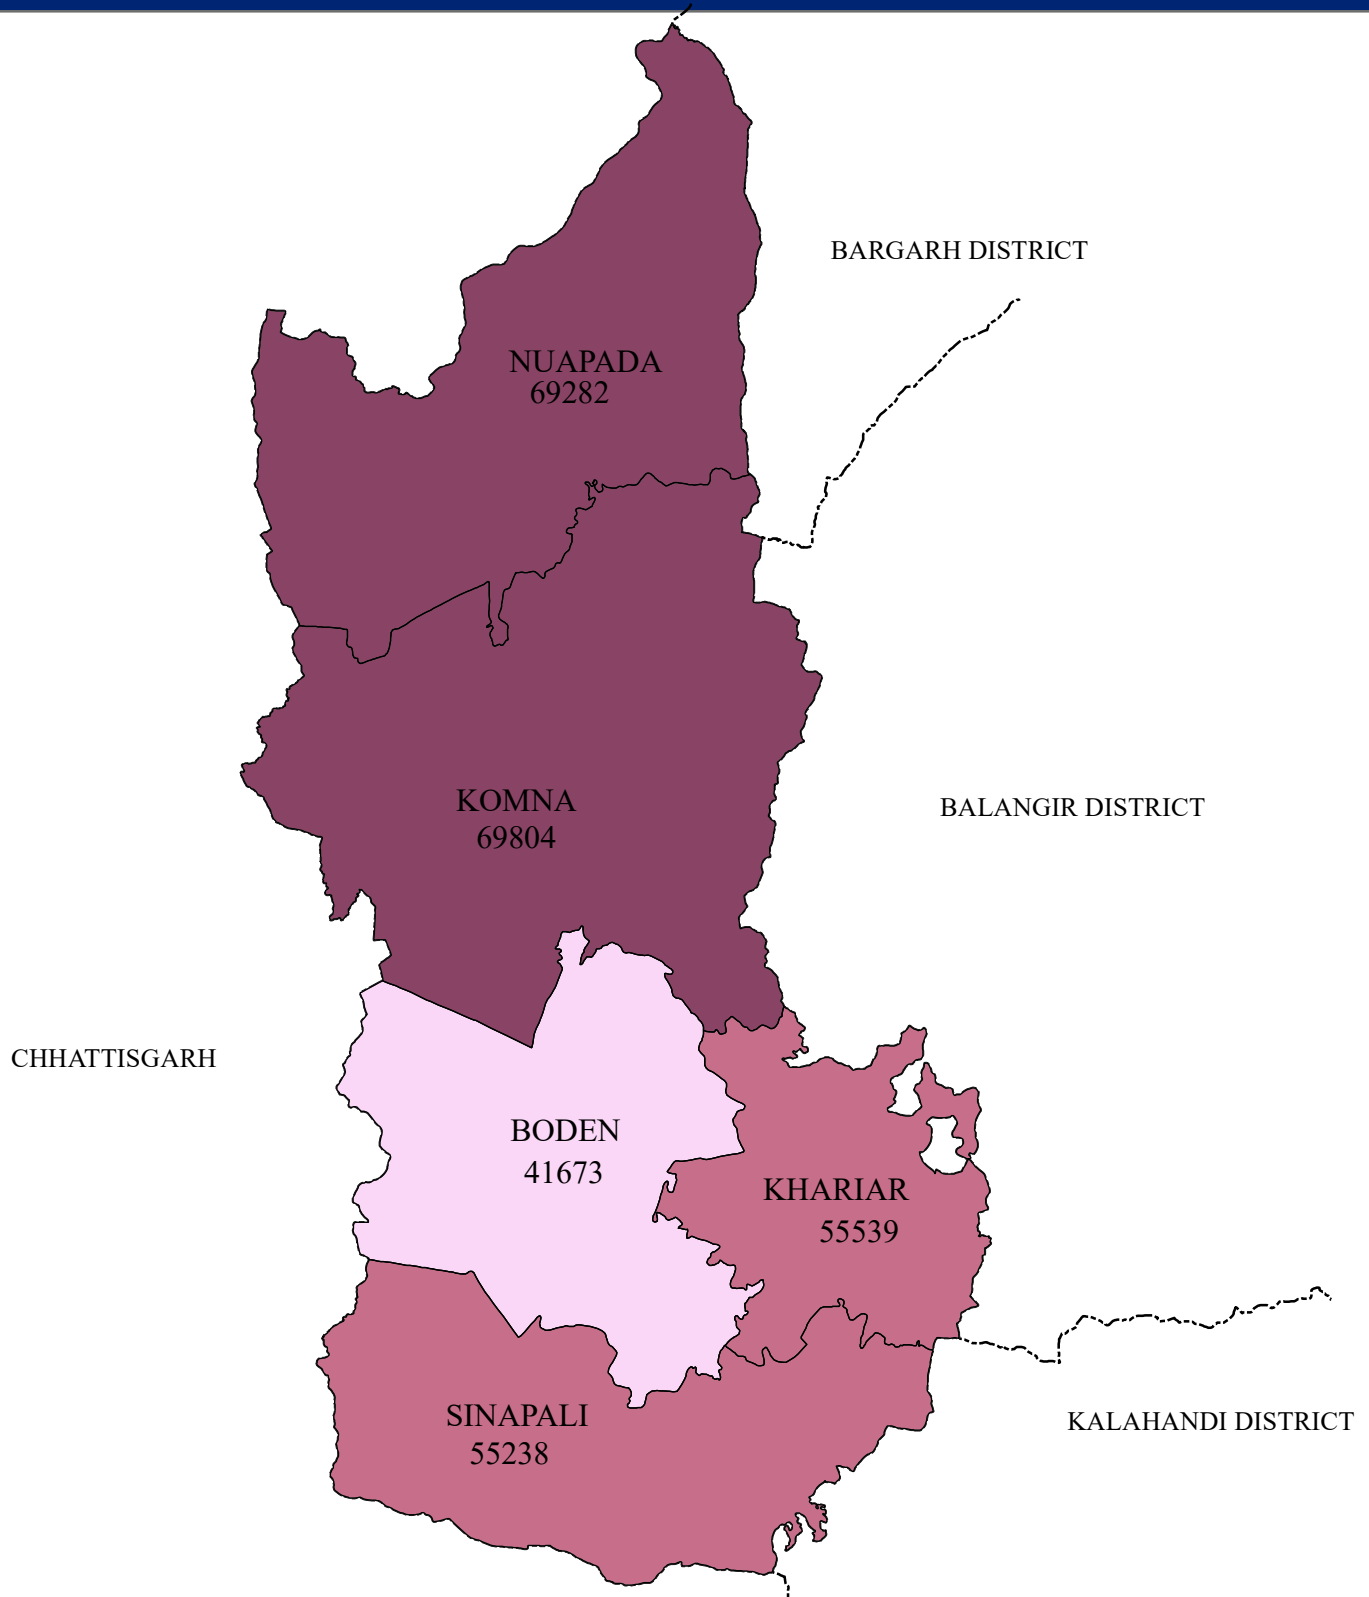 BARGARH DISTRICT
NUAPADA
69282
KOMNA
69804
BALANGIR DISTRICT
CHHATTISGARH
BODEN
41673
KHARIAR
55539
SINAPALI
55238
KALAHANDI DISTRICT